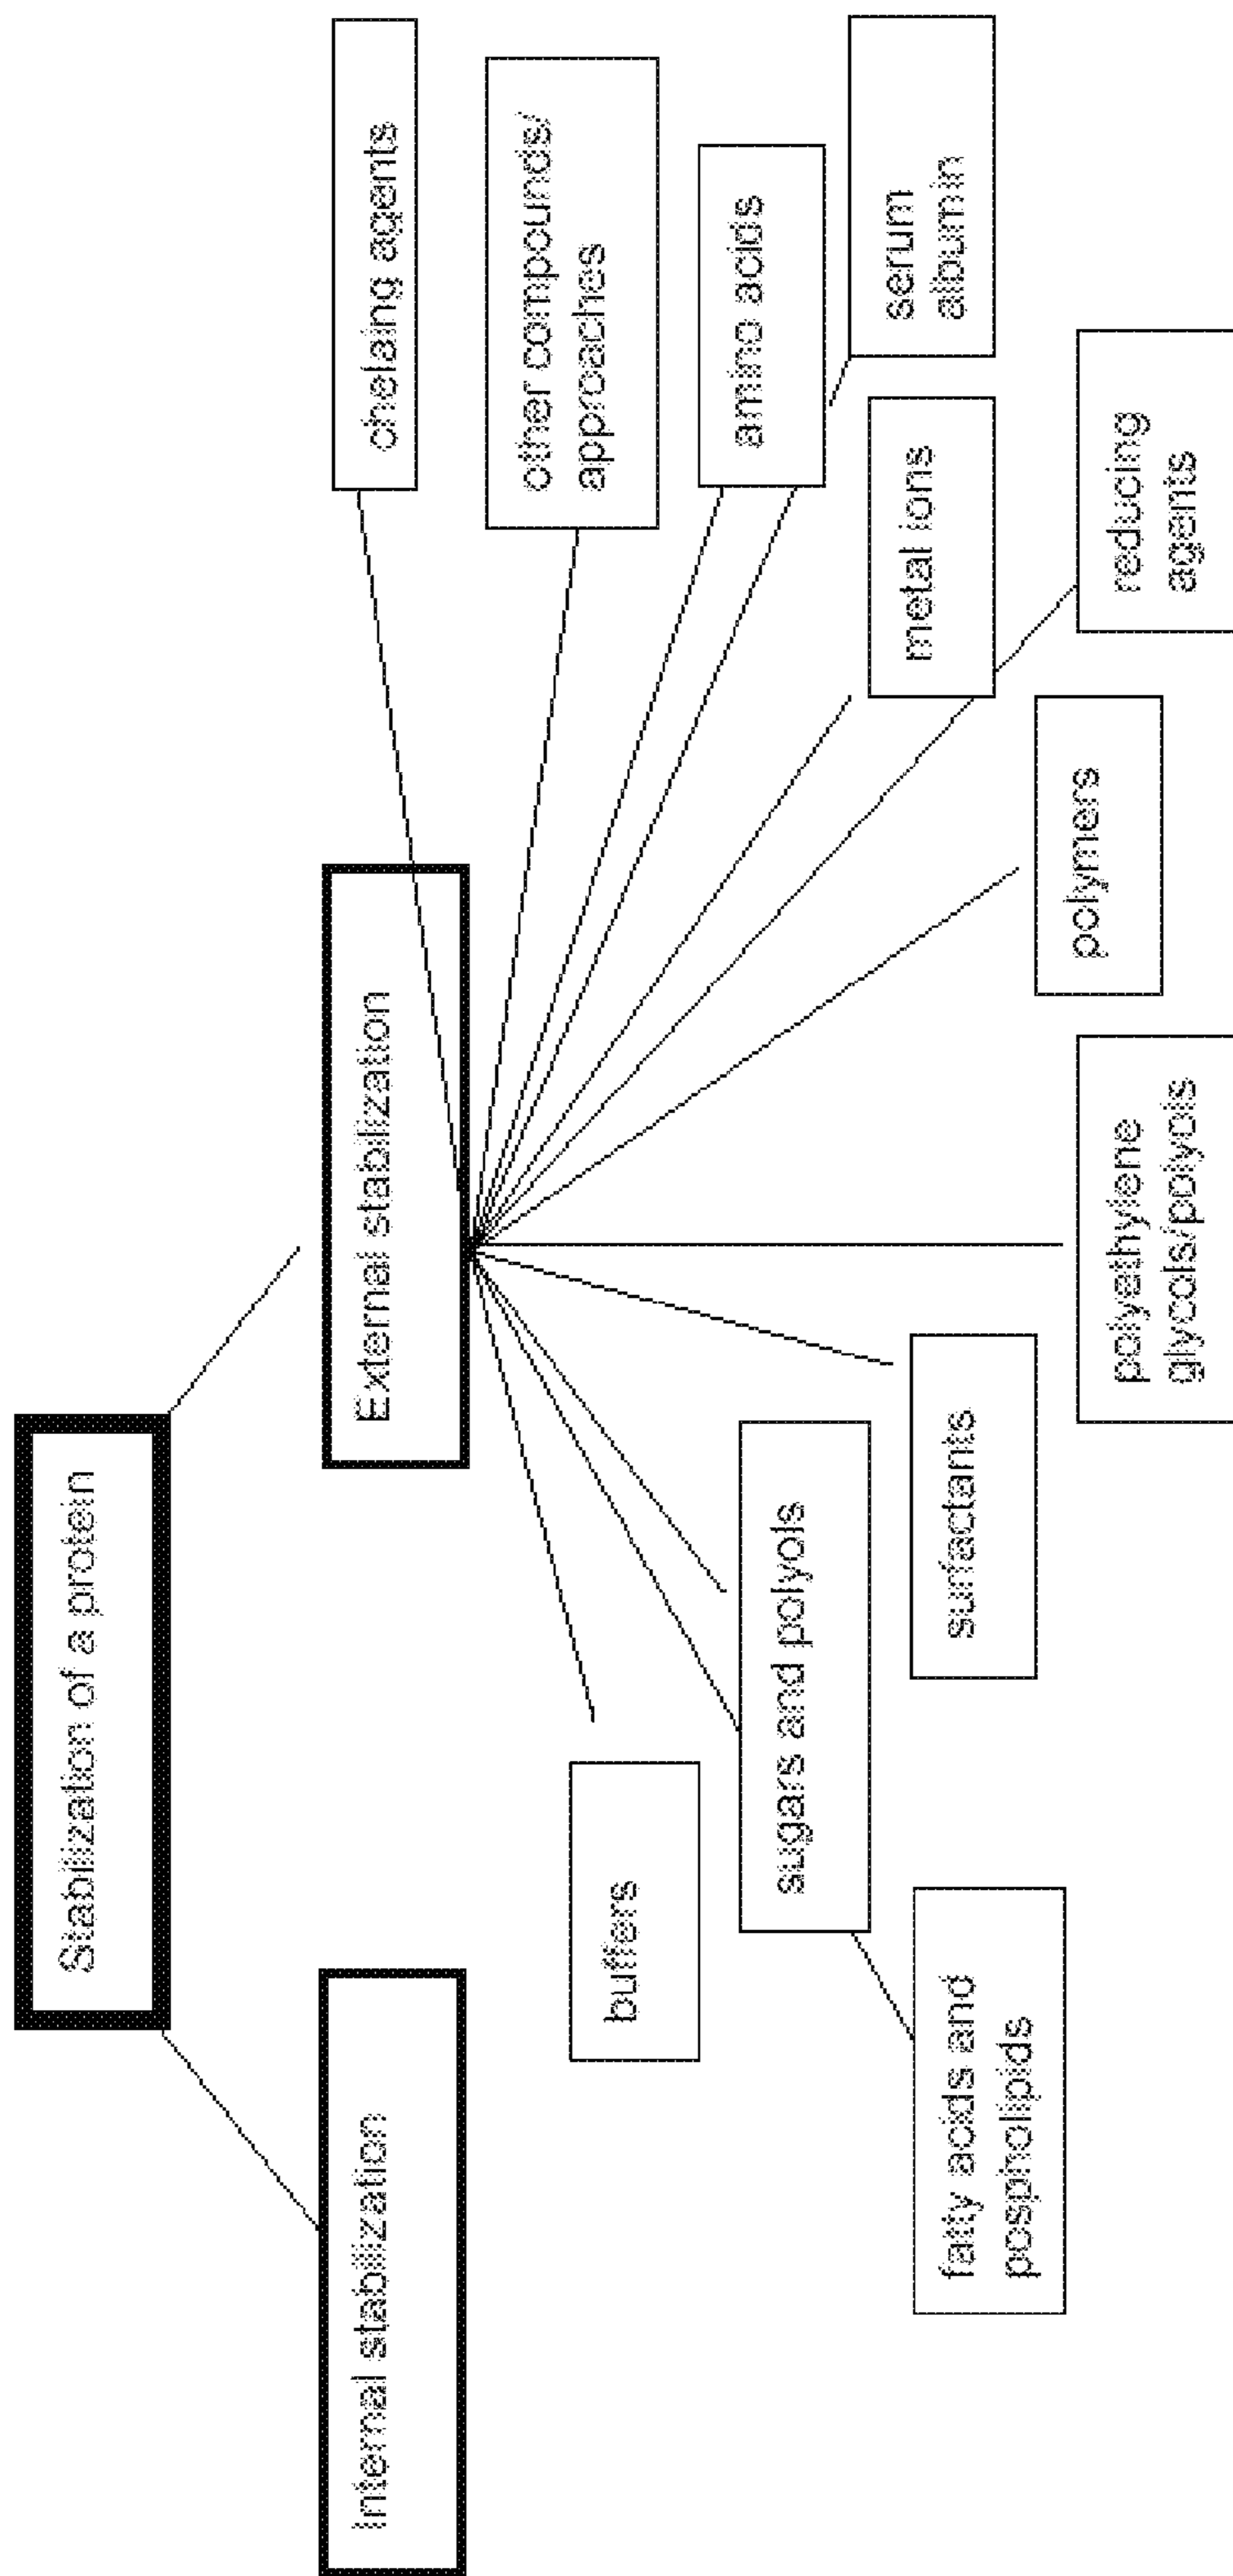 Stabilization of a protein
Internal stabilization
External stabilization
chelaing agents
other compounds/
approaches
buffers
amino acids
sugars and polyols
serum
albumin
metal ions
surfactants
fatty acids and
pospholipids
polymers
polyethylene
glycols/polyols
reducing
agents